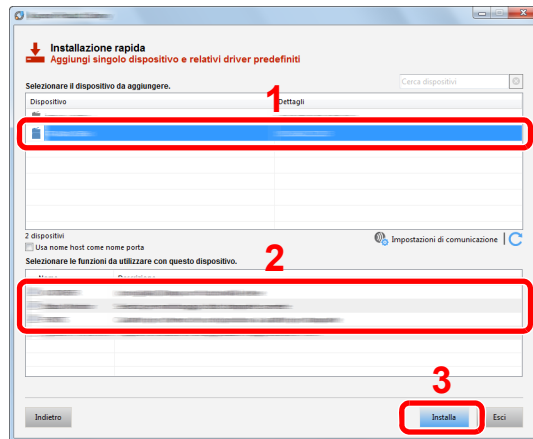 Installazione rapida
Aggiungi singolo dispositivo e relativi driver predefiniti
Selezionare il dispositivo da aggiungere.
Cerca dispositivi
1
Dispositivo
Dettagli
2 dispositivi
Impostazioni di comunicazione
Usa nome host come nome porta
Selezionare le funzioni da utilizzare con questo dispositivo.
2
Nome
Descrizione
3
Indietro
Installa
Esci